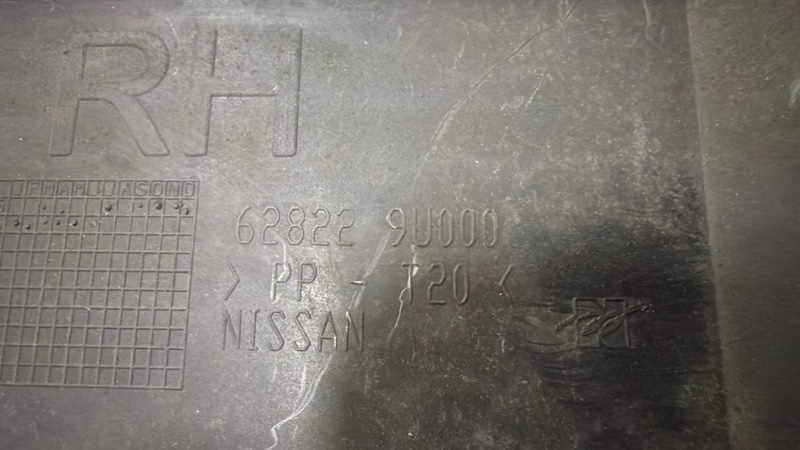 RH
JFMAMJJASOND
62822 9U000
>PP-T20<
NISSAN